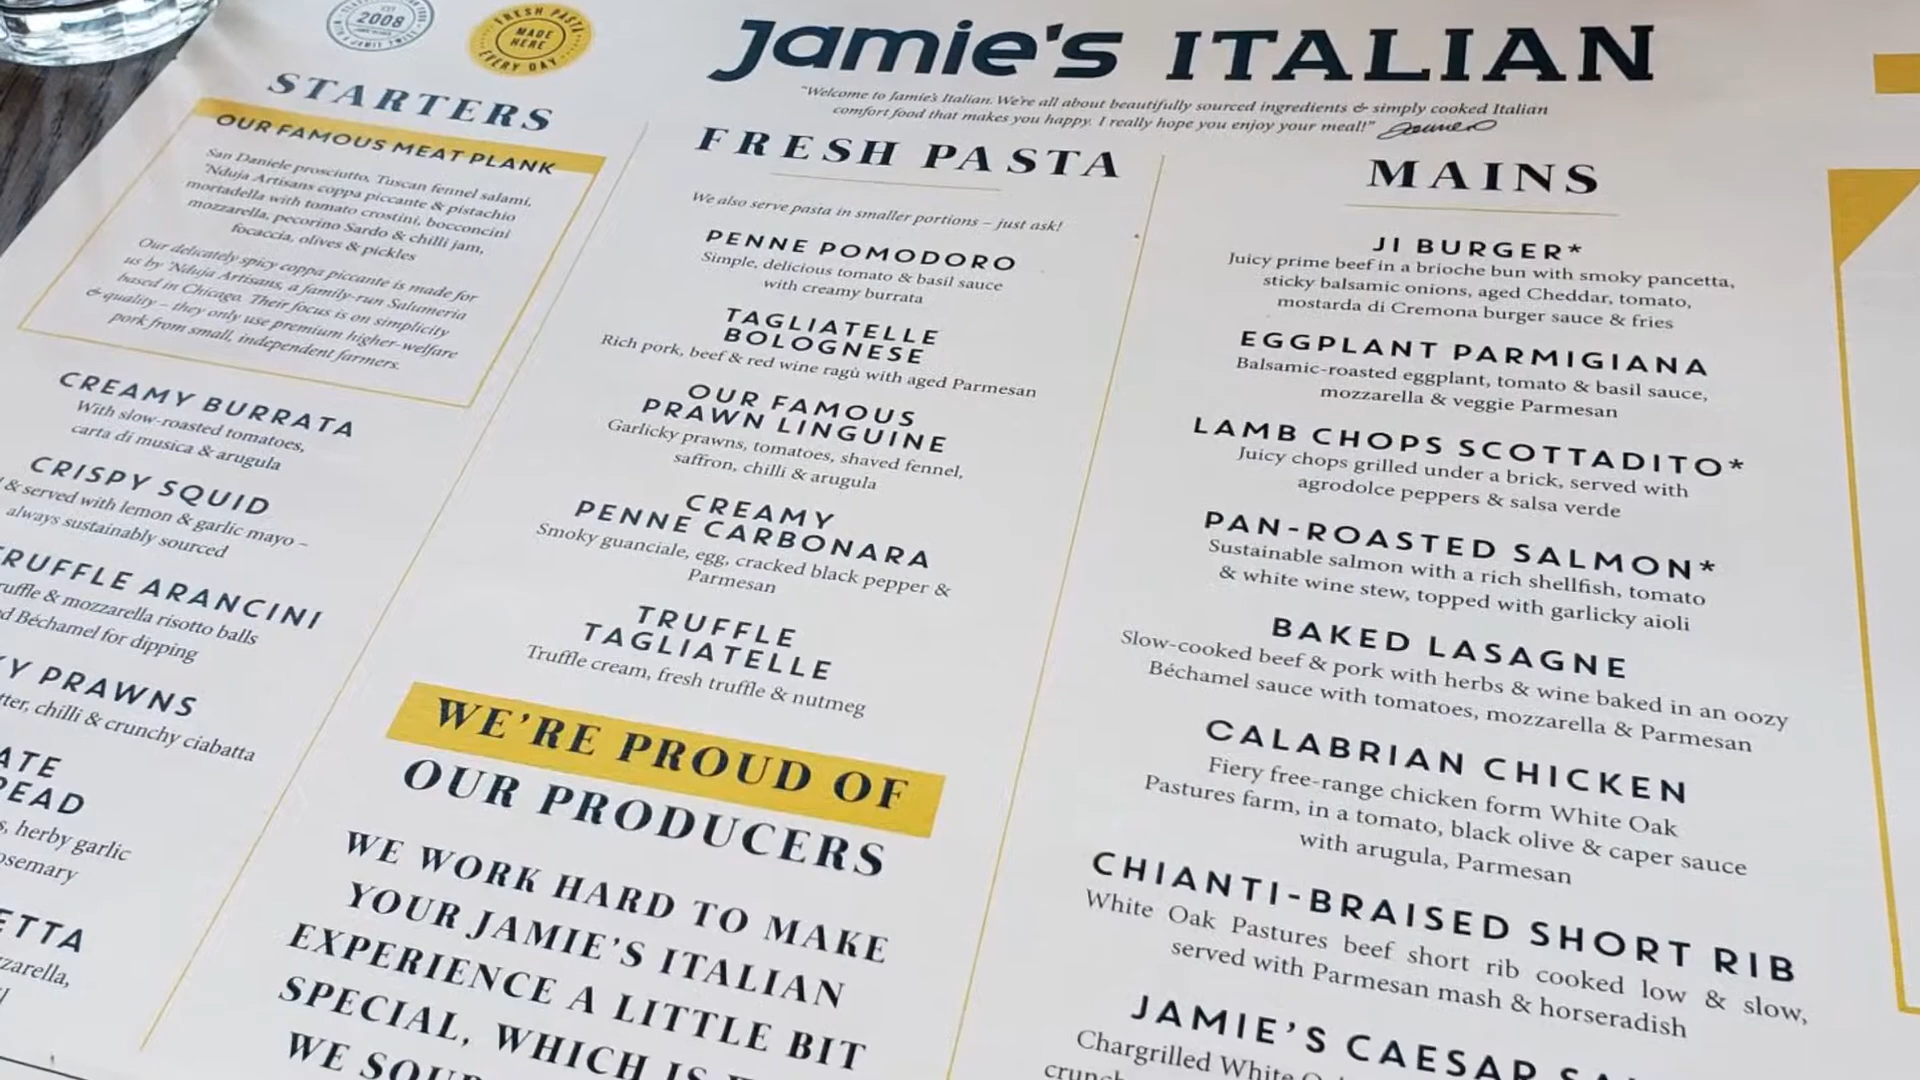 2008
FRESH PASTA
MADE
HERE
EVERY DAY
Jamie's ITALIAN
"Welcome to Jamie's Italian. We're all about beautifully sourced ingredients & simply cooked Italian
comfort food that makes you happy. I really hope you enjoy your meal!"
STARTERS
OUR FAMOUS MEAT PLANK
San Daniele prosciutto, Tuscan fennel salami,
'Nduja Artisans coppa piccante & pistachio
mortadella with tomato crostini, bocconcini
mozzarella, pecorino Sardo & chilli jam,
focaccia, olives & pickles
Our delicately spicy coppa piccante is made for
us by 'Nduja Artisans, a family-run Salumeria
based in Chicago. Their focus is on simplicity
& quality – they only use premium higher-welfare
pork from small, independent farmers.
CREAMY BURRATA
With slow-roasted tomatoes,
carta di musica & arugula
CRISPY SQUID
& served with lemon & garlic mayo –
always sustainably sourced
TRUFFLE ARANCINI
& mozzarella risotto balls
Béchamel for dipping
PRAWNS
chilli & crunchy ciabatta
herby garlic
FRESH PASTA
We also serve pasta in smaller portions – just ask!
PENNE POMODORO
Simple, delicious tomato & basil sauce
with creamy burrata
TAGLIATELLE
BOLOGNESE
Rich pork, beef & red wine ragù with aged Parmesan
OUR FAMOUS
PRAWN LINGUINE
Garlicky prawns, tomatoes, shaved fennel,
saffron, chilli & arugula
CREAMY
PENNE CARBONARA
Smoky guanciale, egg, cracked black pepper &
Parmesan
TRUFFLE
TAGLIATELLE
Truffle cream, fresh truffle & nutmeg
WE'RE PROUD OF
OUR PRODUCERS
WE WORK HARD TO MAKE
YOUR JAMIE'S ITALIAN
EXPERIENCE A LITTLE BIT
SPECIAL, WHICH IS
WE
MAINS
JI BURGER*
Juicy prime beef in a brioche bun with smoky pancetta,
sticky balsamic onions, aged Cheddar, tomato,
mostarda di Cremona burger sauce & fries
EGGPLANT PARMIGIANA
Balsamic-roasted eggplant, tomato & basil sauce,
mozzarella & veggie Parmesan
LAMB CHOPS SCOTTADITO*
Juicy chops grilled under a brick, served with
agrodolce peppers & salsa verde
PAN-ROASTED SALMON*
Sustainable salmon with a rich shellfish, tomato
& white wine stew, topped with garlicky aioli
BAKED LASAGNE
Slow-cooked beef & pork with herbs & wine baked in an oozy
Béchamel sauce with tomatoes, mozzarella & Parmesan
CALABRIAN CHICKEN
Fiery free-range chicken form White Oak
Pastures farm, in a tomato, black olive & caper sauce
with arugula, Parmesan
CHIANTI-BRAISED SHORT RIB
White Oak Pastures beef short rib cooked low & slow,
served with Parmesan mash & horseradish
JAMIE'S CAESAR
Chargrilled White